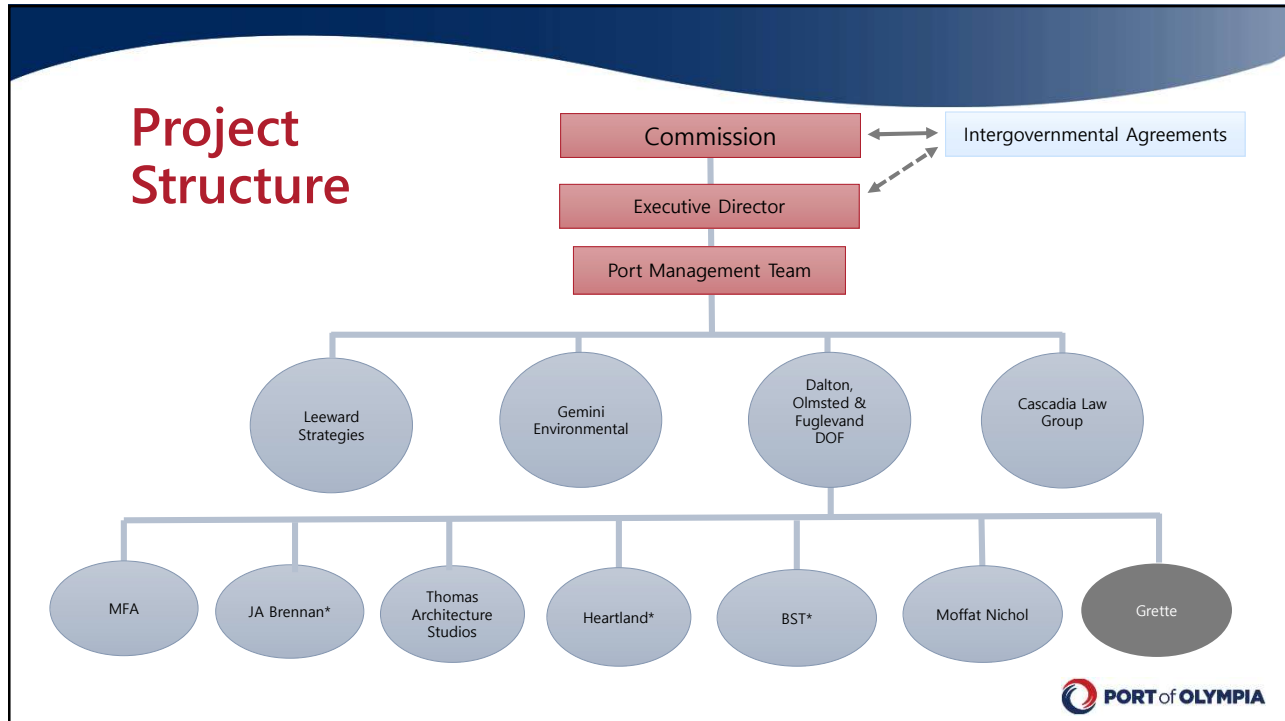 Project
Structure
Commission
Intergovernmental Agreements
Executive Director
Port Management Team
Leeward
Strategies
Gemini
Environmental
Dalton,
Olmsted &
Fuglevand
DOF
Cascadia Law
Group
MFA
JA Brennan*
Thomas
Architecture
Studios
Heartland*
BST*
Moffat Nichol
Grette
PORT of OLYMPIA